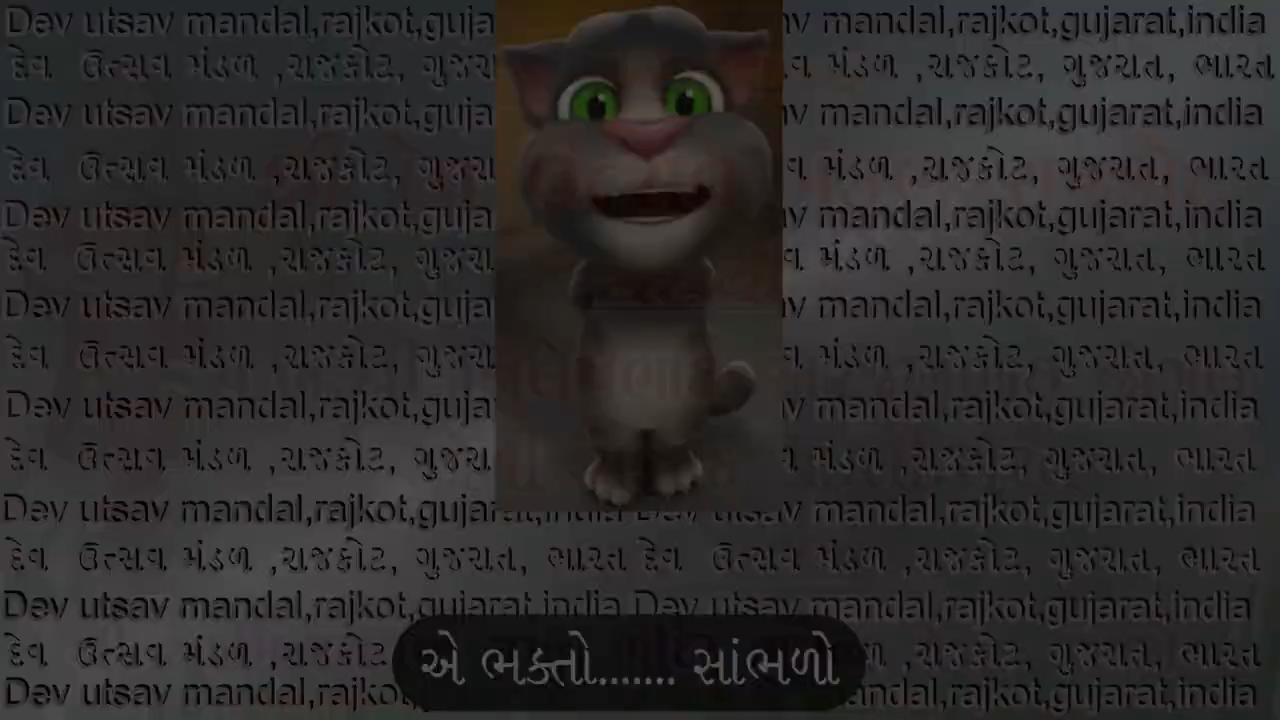 Dev utsav mandal,rajkot,guja v mandal,rajkot,gujarat,india
દેવ ઉત્સવ મંડળ ,રાજકોટ, ગુજરા વ મંડળ ,રાજકોટ, ગુજરાત, ભારત
Dev utsav mandal,rajkot,guja v mandal,rajkot,gujarat,india
દેવ ઉત્સવ મંડળ ,રાજકોટ, ગુજરા વ મંડળ ,રાજકોટ, ગુજરાત, ભારત
Dev utsav mandal,rajkot,guja v mandal,rajkot,gujarat,india
દેવ ઉત્સવ મંડળ ,રાજકોટ, ગુજરા વ મંડળ ,રાજકોટ, ગુજરાત, ભારત
Dev utsav mandal,rajkot,guja v mandal,rajkot,gujarat,india
દેવ ઉત્સવ મંડળ ,રાજકોટ, ગુજરા વ મંડળ ,રાજકોટ, ગુજરાત, ભારત
Dev utsav mandal,rajkot,guja v mandal,rajkot,gujarat,india
દેવ ઉત્સવ મંડળ ,રાજકોટ, ગુજરા વ મંડળ ,રાજકોટ, ગુજરાત, ભારત
Dev utsav mandal,rajkot,gujarat,india Dev utsav mandal,rajkot,gujarat,india
દેવ ઉત્સવ મંડળ ,રાજકોટ, ગુજરાત, ભારત દેવ ઉત્સવ મંડળ ,રાજકોટ, ગુજરાત, ભારત
Dev utsav mandal,rajkot,gujarat,india Dev utsav mandal,rajkot,gujarat,india
દેવ ઉત્સવ મંડળ ,રાજકોટ મંડળ ,રાજકોટ, ગુજરાત, ભારત
એ ભક્તો....... સાંભળો
Dev utsav mandal,rajkot andal,rajkot,gujarat,india